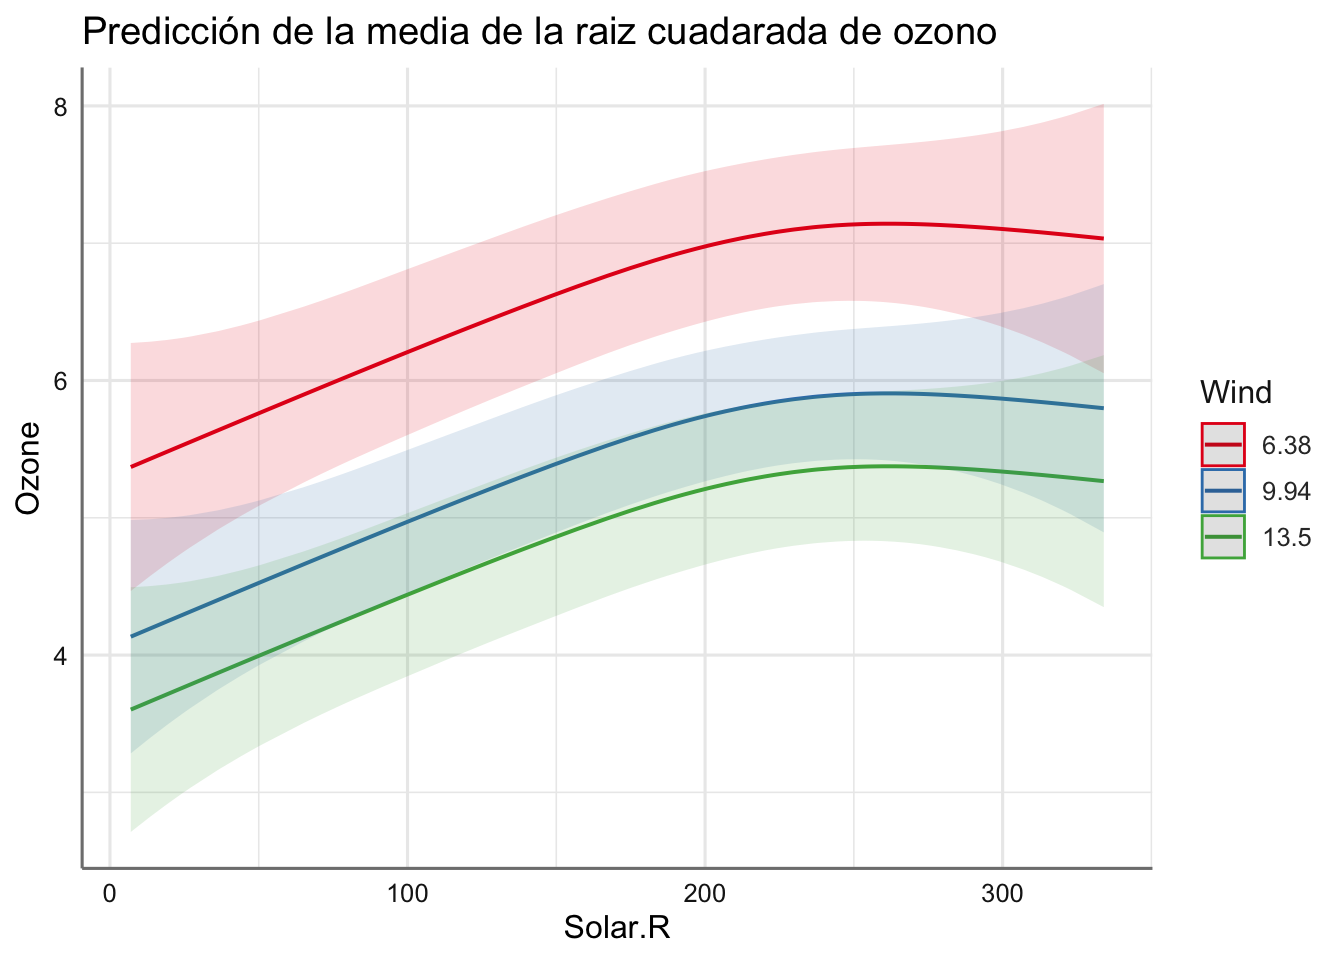 Predicción de la media de la raiz cuadarada de ozono
8
6
4
Ozone
0 100 200 300
Solar.R
Wind
6.38
9.94
13.5